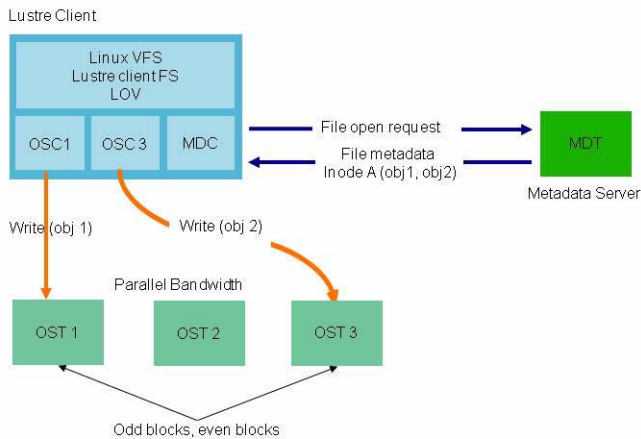 Lustre Client
Linux VFS
Lustre client FS
LOV
OSC1
OSC 3
MDC
File open request
File metadata
Inode A (obj1, obj2)
MDT
Metadata Server
Write (obj 1)
Write (obj 2)
Parallel Bandwidth
OST 1
OST 2
OST 3
Odd blocks, even blocks